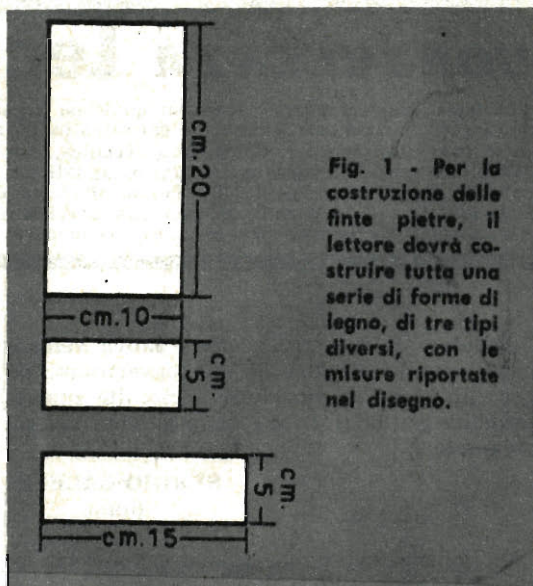 cm.20
Fig. 1 - Per la
costruzione delle
finte pietre, il
lettore dovrà co-
struire tutta una
serie di forme di
legno, di tre tipi
diversi, con le
misure riportate
nel disegno.
cm.10
cm.
5
cm.
5
cm.15